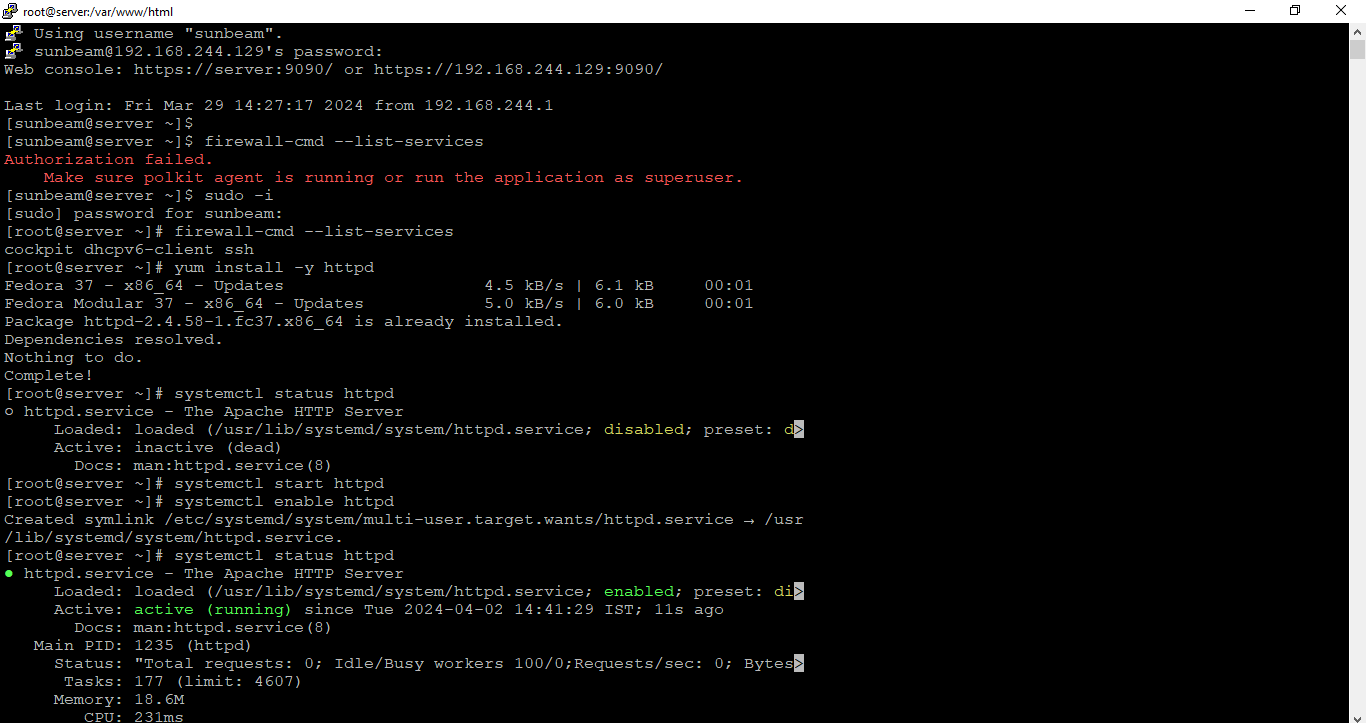 root@server:/var/www/html
Using username "sunbeam".
sunbeam@192.168.244.129's password:
Web console: https://server:9090/ or https://192.168.244.129:9090/
Last login: Fri Mar 29 14:27:17 2024 from 192.168.244.1
[sunbeam@server ~]$
[sunbeam@server ~]$ firewall-cmd --list-services
Authorization failed.
    Make sure polkit agent is running or run the application as superuser.
[sunbeam@server ~]$ sudo -i
[sudo] password for sunbeam:
[root@server ~]# firewall-cmd --list-services
cockpit dhcpv6-client ssh
[root@server ~]# yum install -y httpd
Fedora 37 - x86_64 - Updates                    4.5 kB/s | 6.1 kB     00:01
Fedora Modular 37 - x86_64 - Updates            5.0 kB/s | 6.0 kB     00:01
Package httpd-2.4.58-1.fc37.x86_64 is already installed.
Dependencies resolved.
Nothing to do.
Complete!
[root@server ~]# systemctl status httpd
○ httpd.service - The Apache HTTP Server
     Loaded: loaded (/usr/lib/systemd/system/httpd.service; disabled; preset: d>
     Active: inactive (dead)
       Docs: man:httpd.service(8)
[root@server ~]# systemctl start httpd
[root@server ~]# systemctl enable httpd
Created symlink /etc/systemd/system/multi-user.target.wants/httpd.service → /usr
/lib/systemd/system/httpd.service.
[root@server ~]# systemctl status httpd
● httpd.service - The Apache HTTP Server
     Loaded: loaded (/usr/lib/systemd/system/httpd.service; enabled; preset: di>
     Active: active (running) since Tue 2024-04-02 14:41:29 IST; 11s ago
       Docs: man:httpd.service(8)
   Main PID: 1235 (httpd)
     Status: "Total requests: 0; Idle/Busy workers 100/0;Requests/sec: 0; Bytes>
      Tasks: 177 (limit: 4607)
     Memory: 18.6M
        CPU: 231ms